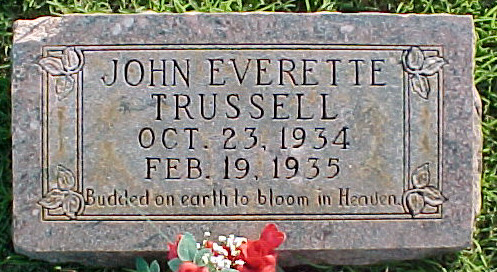 JOHN EVERETTE
TRUSSELL
OCT. 23, 1934
FEB. 19, 1935
Budded on earth to bloom in Heaven.